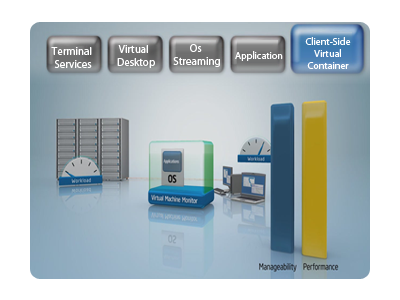 Terminal
Services
Virtual
Desktop
Os
Streaming
Application
Client-Side
Virtual
Container
Applications
OS
Virtual Machine Monitor
Workload
Workload
Manageability
Performance